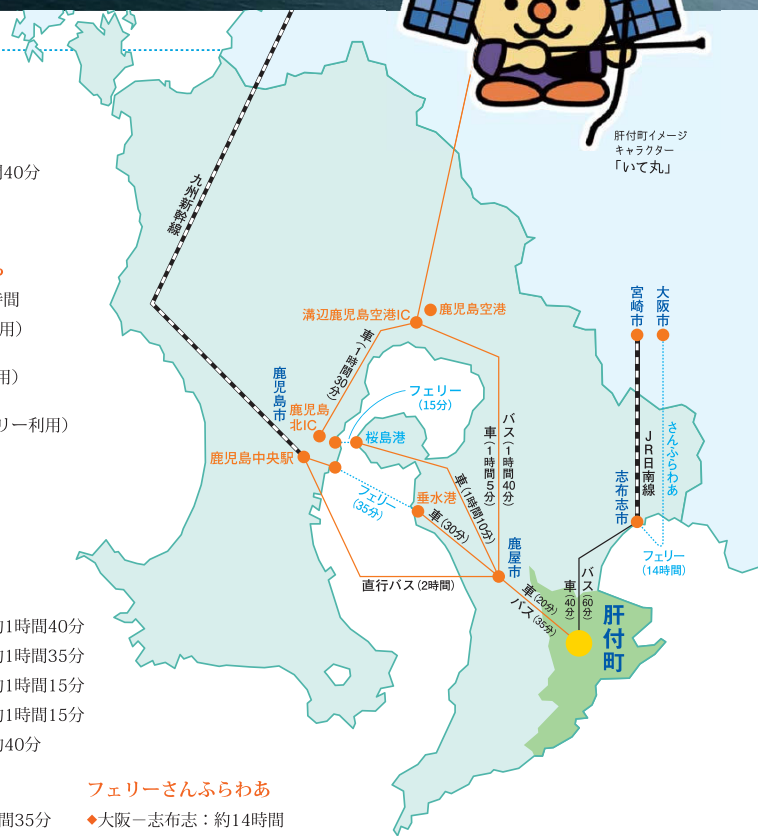 肝付町イメージ
キャラクター
「いて丸」
間40分
九州新幹線
時間
用）
用）
リー利用）
溝辺鹿児島空港IC
鹿児島空港
宮崎市
大阪市
車（1時間30分）
鹿児島市
鹿児島
北IC
フェリー
（15分）
桜島港
鹿児島中央駅
フェリー
（35分）
垂水港
車（30分）
車（1時間10分）
車（1時間5分）
バス（1時間40分）
JR日南線
さんふらわあ
志布志市
フェリー
（14時間）
鹿屋市
直行バス（2時間）
車（20分）
バス（35分）
車（40分）
バス（60分）
肝付町
約1時間40分
約1時間35分
約1時間15分
約1時間15分
約40分
間35分
フェリーさんふらわあ
◆大阪－志布志：約14時間